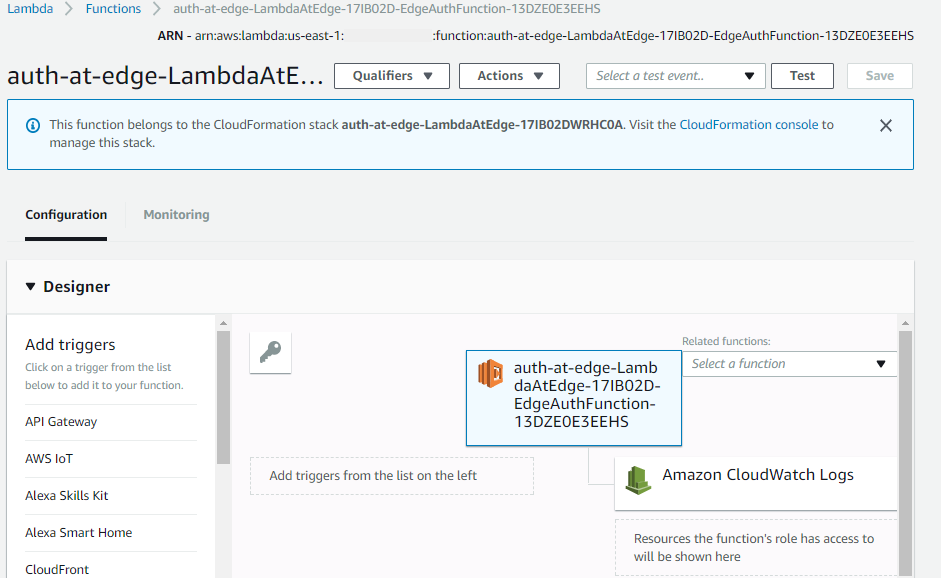 Lambda > Functions > auth-at-edge-LambdaAtEdge-17IB02D-EdgeAuthFunction-13DZE0E3EEHS
ARN - arn:aws:lambda:us-east-1: :function:auth-at-edge-LambdaAtEdge-17IB02D-EdgeAuthFunction-13DZE0E3EEHS
auth-at-edge-LambdaAtE... Qualifiers Actions Select a test event.. Test Save
This function belongs to the CloudFormation stack auth-at-edge-LambdaAtEdge-17IB02DWRHC0A. Visit the CloudFormation console to
manage this stack.
Configuration Monitoring
Designer
Add triggers
Click on a trigger from the list
below to add it to your function.
API Gateway
AWS IoT
Alexa Skills Kit
Alexa Smart Home
CloudFront
Add triggers from the list on the left
auth-at-edge-Lamb
daAtEdge-17IB02D-
EdgeAuthFunction-
13DZE0E3EEHS
Related functions:
Select a function
Amazon CloudWatch Logs
Resources the function's role has access to
will be shown here